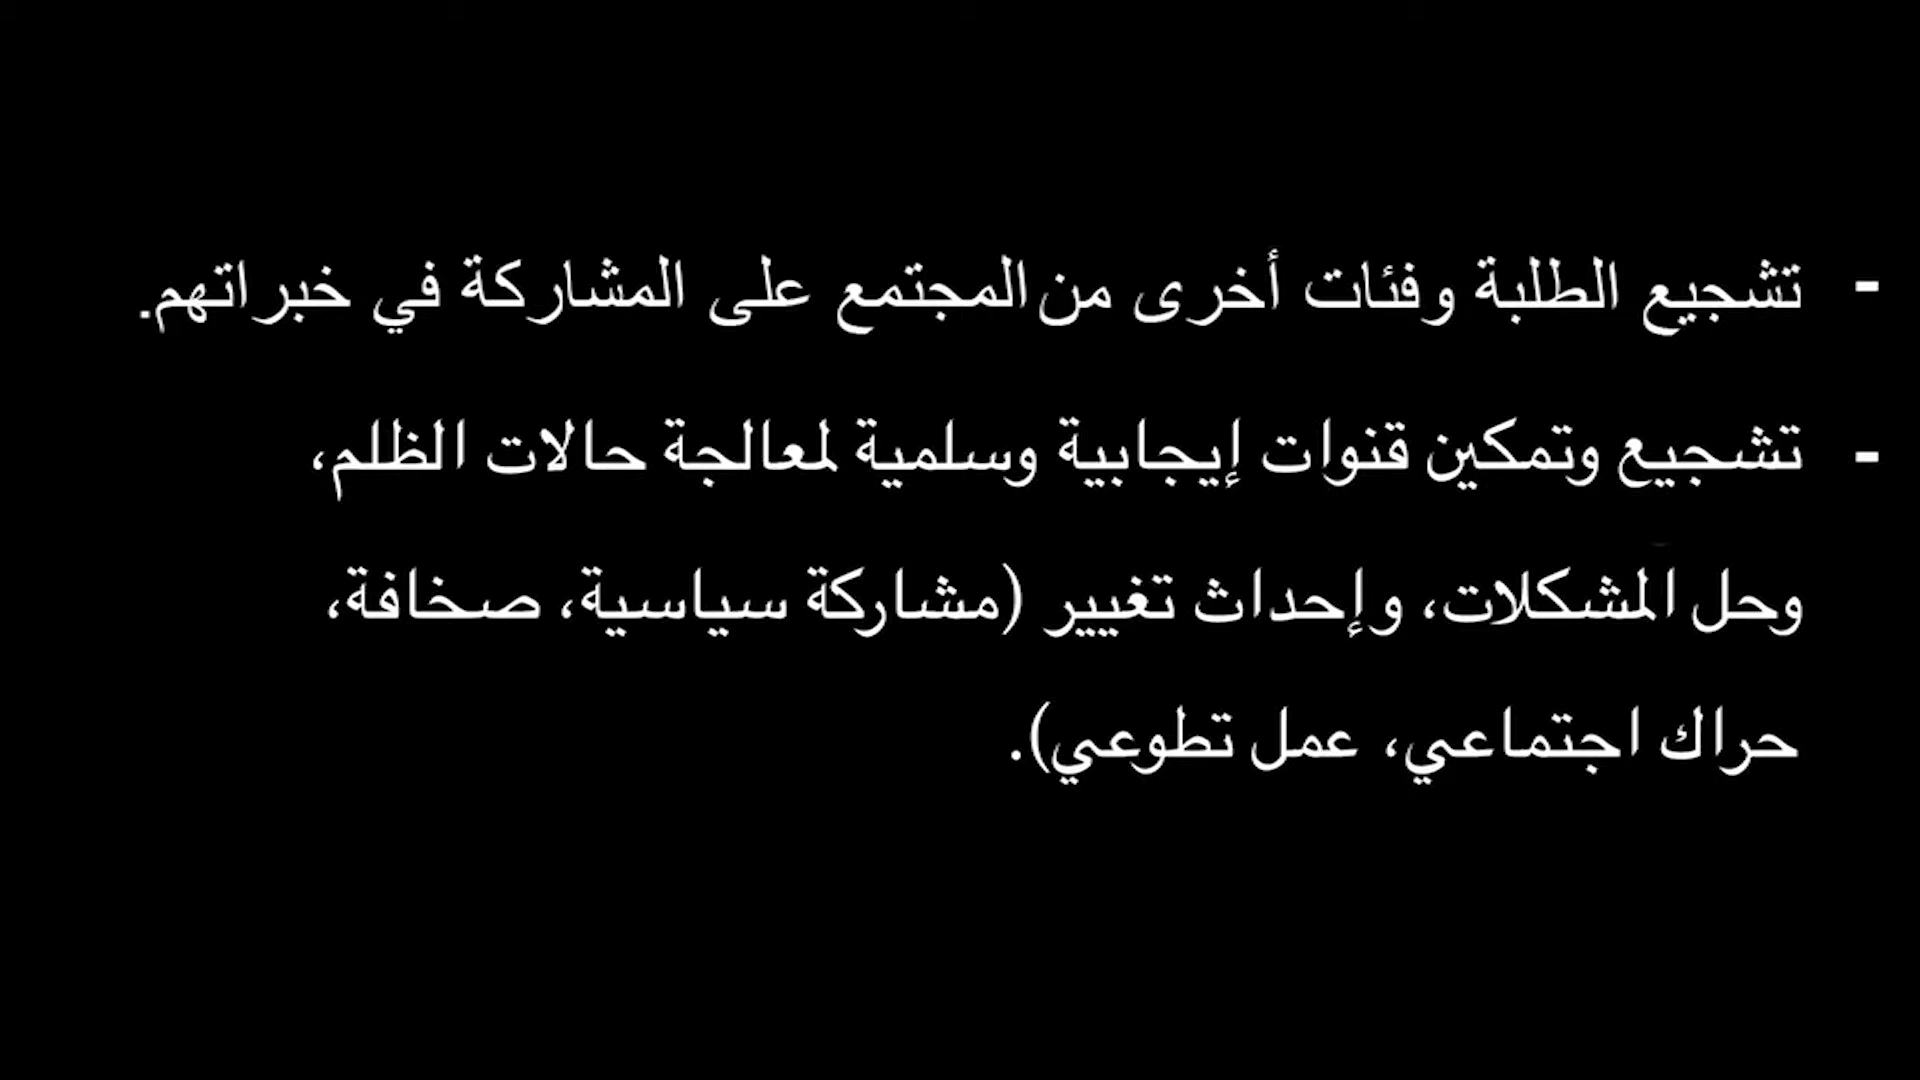 - تشجيع الطلبة وفئات أخرى من المجتمع على المشاركة في خبراتهم.
- تشجيع وتمكين قنوات إيجابية وسلمية لمعالجة حالات الظلم،
وحل المشكلات، وإحداث تغيير (مشاركة سياسية، صخافة،
حراك اجتماعي، عمل تطوعي).